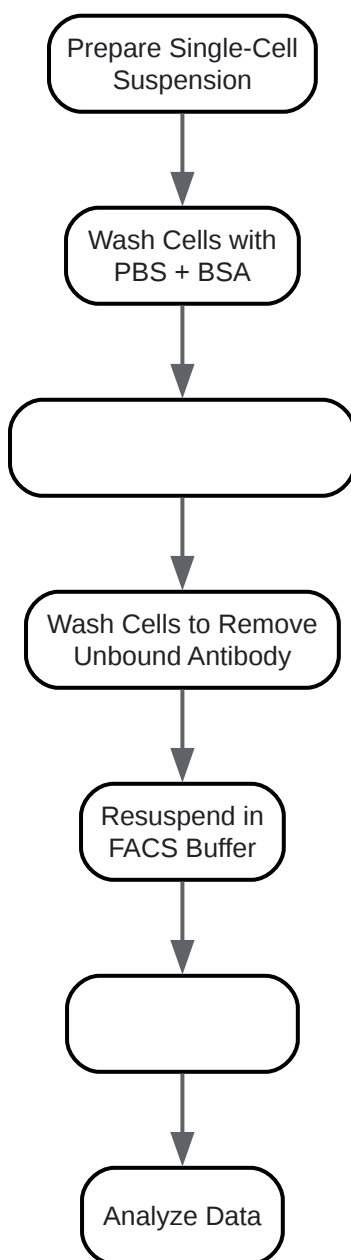 Prepare Single-Cell
Suspension
Wash Cells with
PBS + BSA
Wash Cells to Remove
Unbound Antibody
Resuspend in
FACS Buffer
Analyze Data